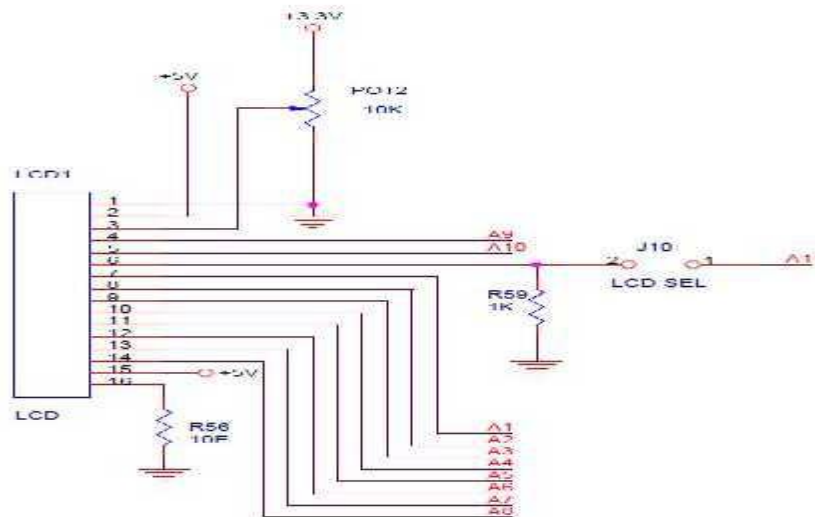 +3.3V
+5V
POT2
10K
LCD1
1
2
3
4
5
6
7
8
9
10
11
12
13
14
15
16
A9
A10
J10
2
1
A1
LCD SEL
R59
1K
+5V
LCD
R56
10E
A1
A2
A3
A4
A5
A6
A7
A8